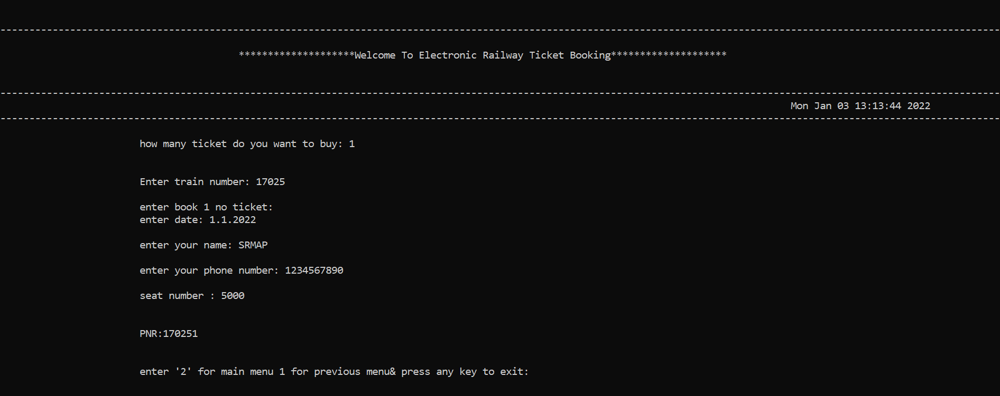 ********************Welcome To Electronic Railway Ticket Booking********************
Mon Jan 03 13:13:44 2022
how many ticket do you want to buy: 1
Enter train number: 17025
enter book 1 no ticket:
enter date: 1.1.2022
enter your name: SRMAP
enter your phone number: 1234567890
seat number : 5000
PNR:170251
enter '2' for main menu 1 for previous menu& press any key to exit: